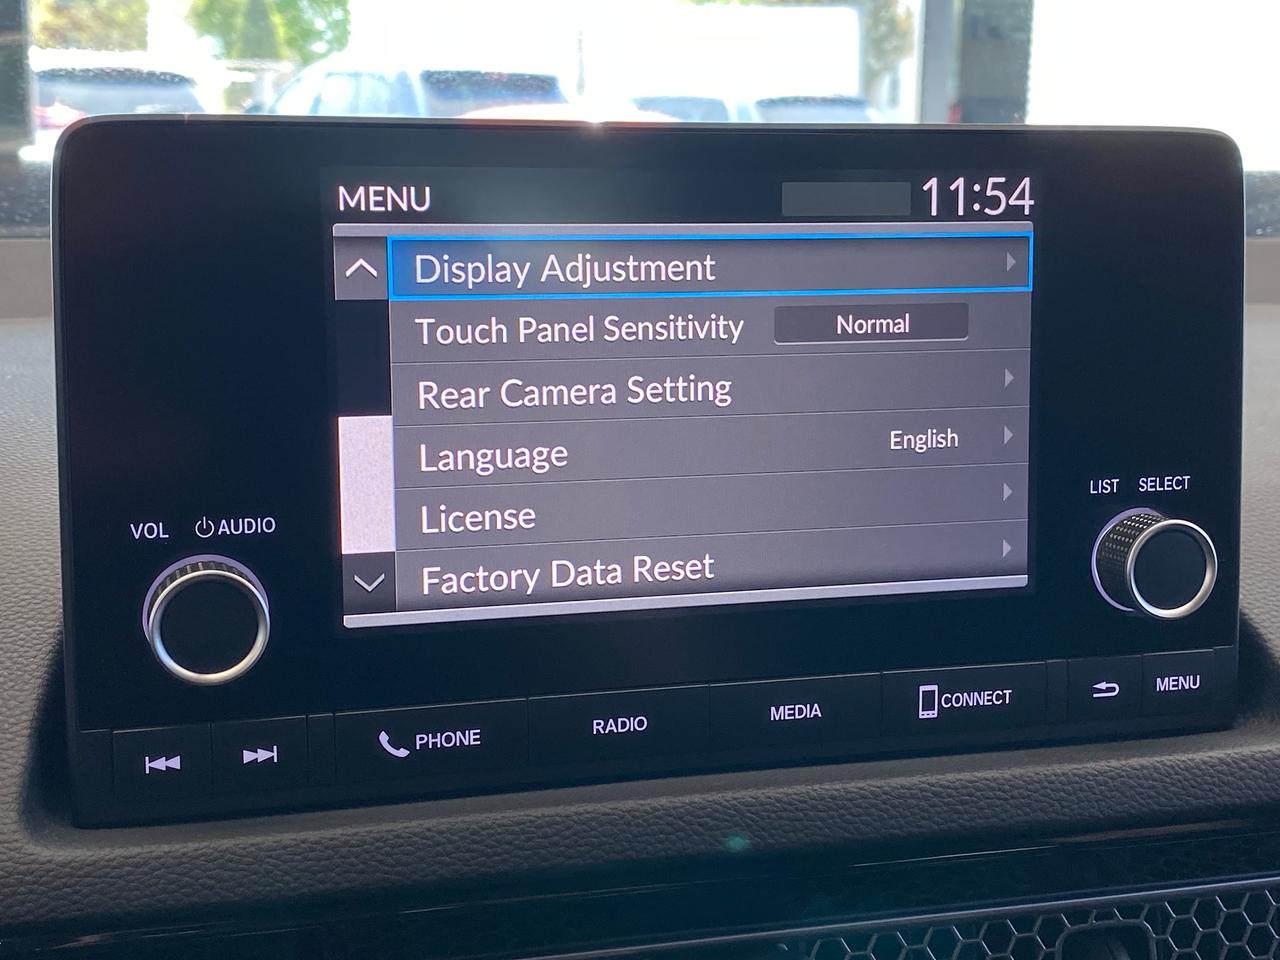 MENU 11:54
Display Adjustment
Touch Panel Sensitivity Normal
Rear Camera Setting
Language English
License
Factory Data Reset
VOL AUDIO
LIST SELECT
PHONE
RADIO
MEDIA
CONNECT
MENU